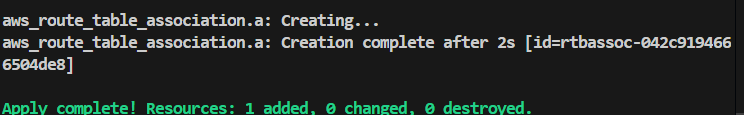 aws_route_table_association.a: Creating...
aws_route_table_association.a: Creation complete after 2s [id=rtbassoc-042c919466
6504de8]
Apply complete! Resources: 1 added, 0 changed, 0 destroyed.